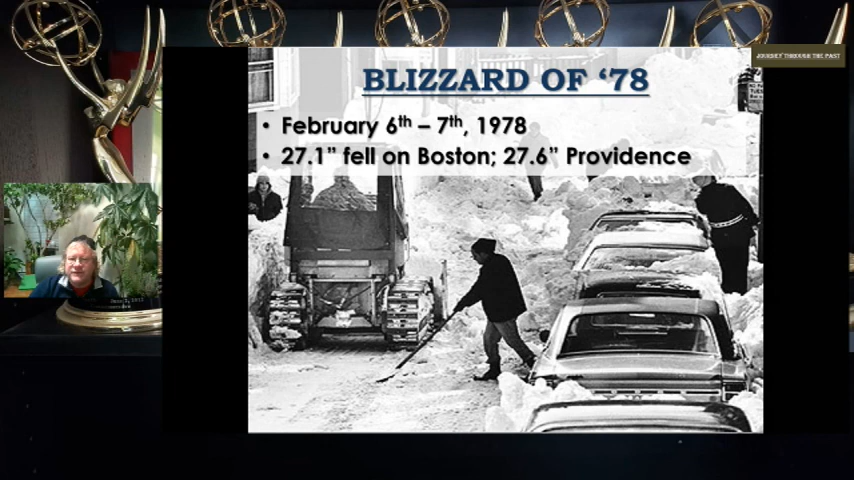 JOURNEY THROUGH THE PAST
BLIZZARD OF ‘78
• February 6th – 7th, 1978
• 27.1” fell on Boston; 27.6” Providence